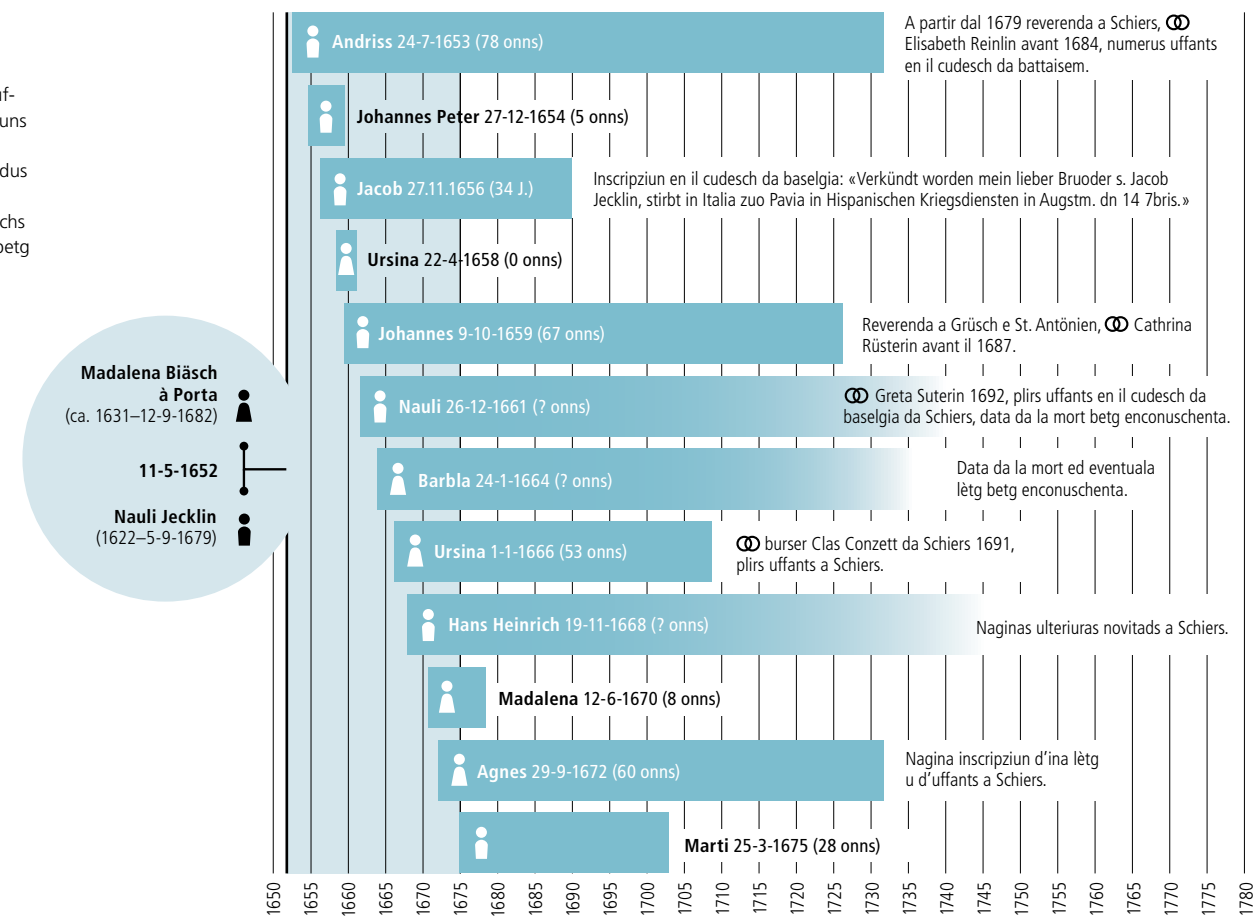 uf-
uns
dus
chs
betg
Madalena Biäsch
à Porta
(ca. 1631–12-9-1682)
11-5-1652
Nauli Jecklin
(1622–5-9-1679)
Andriss 24-7-1653 (78 onns)
A partir dal 1679 reverenda a Schiers, ⚭
Elisabeth Reinlin avant 1684, numerus uffants
en il cudesch da battaisem.
Johannes Peter 27-12-1654 (5 onns)
Jacob 27.11.1656 (34 J.)
Inscripziun en il cudesch da baselgia: «Verkündt worden mein lieber Bruoder s. Jacob
Jecklin, stirbt in Italia zuo Pavia in Hispanischen Kriegsdiensten in Augstm. dn 14 7bris.»
Ursina 22-4-1658 (0 onns)
Johannes 9-10-1659 (67 onns)
Reverenda a Grüsch e St. Antönien, ⚭ Cathrina
Rüsterin avant il 1687.
Nauli 26-12-1661 (? onns)
⚭ Greta Suterin 1692, plirs uffants en il cudesch da
baselgia da Schiers, data da la mort betg enconuschenta.
Barbla 24-1-1664 (? onns)
Data da la mort ed eventuala
lètg betg enconuschenta.
Ursina 1-1-1666 (53 onns)
⚭ burser Clas Conzett da Schiers 1691,
plirs uffants a Schiers.
Hans Heinrich 19-11-1668 (? onns)
Naginas ulteriuras novitads a Schiers.
Madalena 12-6-1670 (8 onns)
Agnes 29-9-1672 (60 onns)
Nagina inscripziun d'ina lètg
u d'uffants a Schiers.
Marti 25-3-1675 (28 onns)
1650 1655 1660 1665 1670 1675 1680 1685 1690 1695 1700 1705 1710 1715 1720 1725 1730 1735 1740 1745 1750 1755 1760 1765 1770 1775 1780